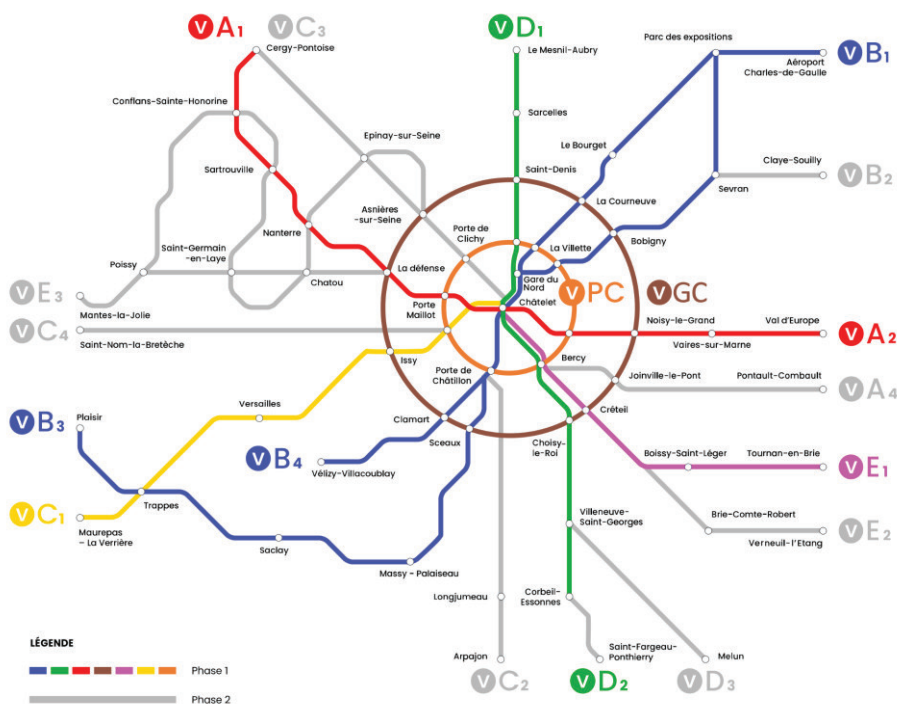 V A1
V C3
V D1
Cergy-Pontoise
Le Mesnil-Aubry
Parc des expositions
V B1
Aéroport
Charles-de-Gaulle
Conflans-Sainte-Honorine
Sarcelles
Epinay-sur-Seine
Le Bourget
Sartrouville
Saint-Denis
Claye-Souilly
V B2
Sevran
La Courneuve
Asnières
-sur-Seine
Nanterre
Porte de
Clichy
La Villette
Bobigny
Saint-Germain
-en-Laye
Poissy
Chatou
La défense
Gare du
Nord
V PC
V GC
V E3
Mantes-la-Jolie
Porte
Maillot
Châtelet
Noisy-le-Grand
Val d'Europe
V A2
V C4
Saint-Nom-la-Bretèche
Vaires-sur-Marne
Issy
Porte de
Châtillon
Bercy
Joinville-le-Pont
Pontault-Combault
V A4
Versailles
Créteil
V B3
Plaisir
Clamart
Sceaux
Choisy-
le-Roi
V B4
Vélizy-Villacoublay
Boissy-Saint-Léger
Tournan-en-Brie
V E1
V C1
Maurepas
– La Verrière
Trappes
Villeneuve-
Saint-Georges
Brie-Comte-Robert
Verneuil-l'Etang
V E2
Saclay
Massy - Palaiseau
Longjumeau
Corbeil-
Essonnes
LÉGENDE
Phase 1
Phase 2
Arpajon
V C2
Saint-Fargeau-
Ponthierry
V D2
Melun
V D3